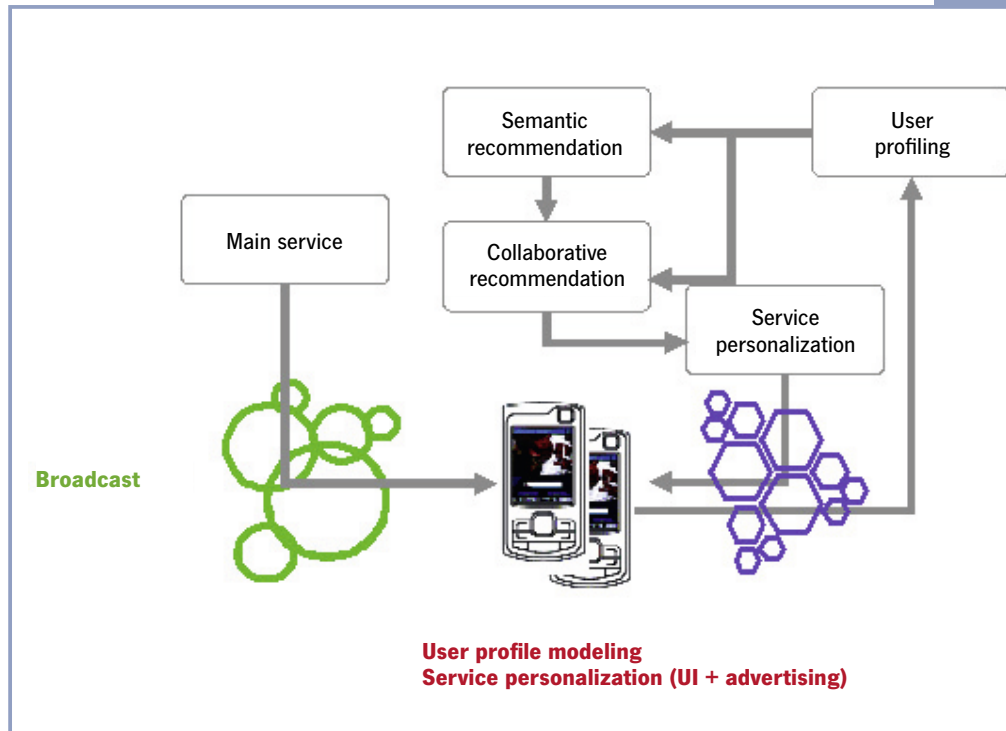 Semantic
recommendation
User
profiling
Main service
Collaborative
recommendation
Service
personalization
Broadcast
User profile modeling
Service personalization (UI + advertising)